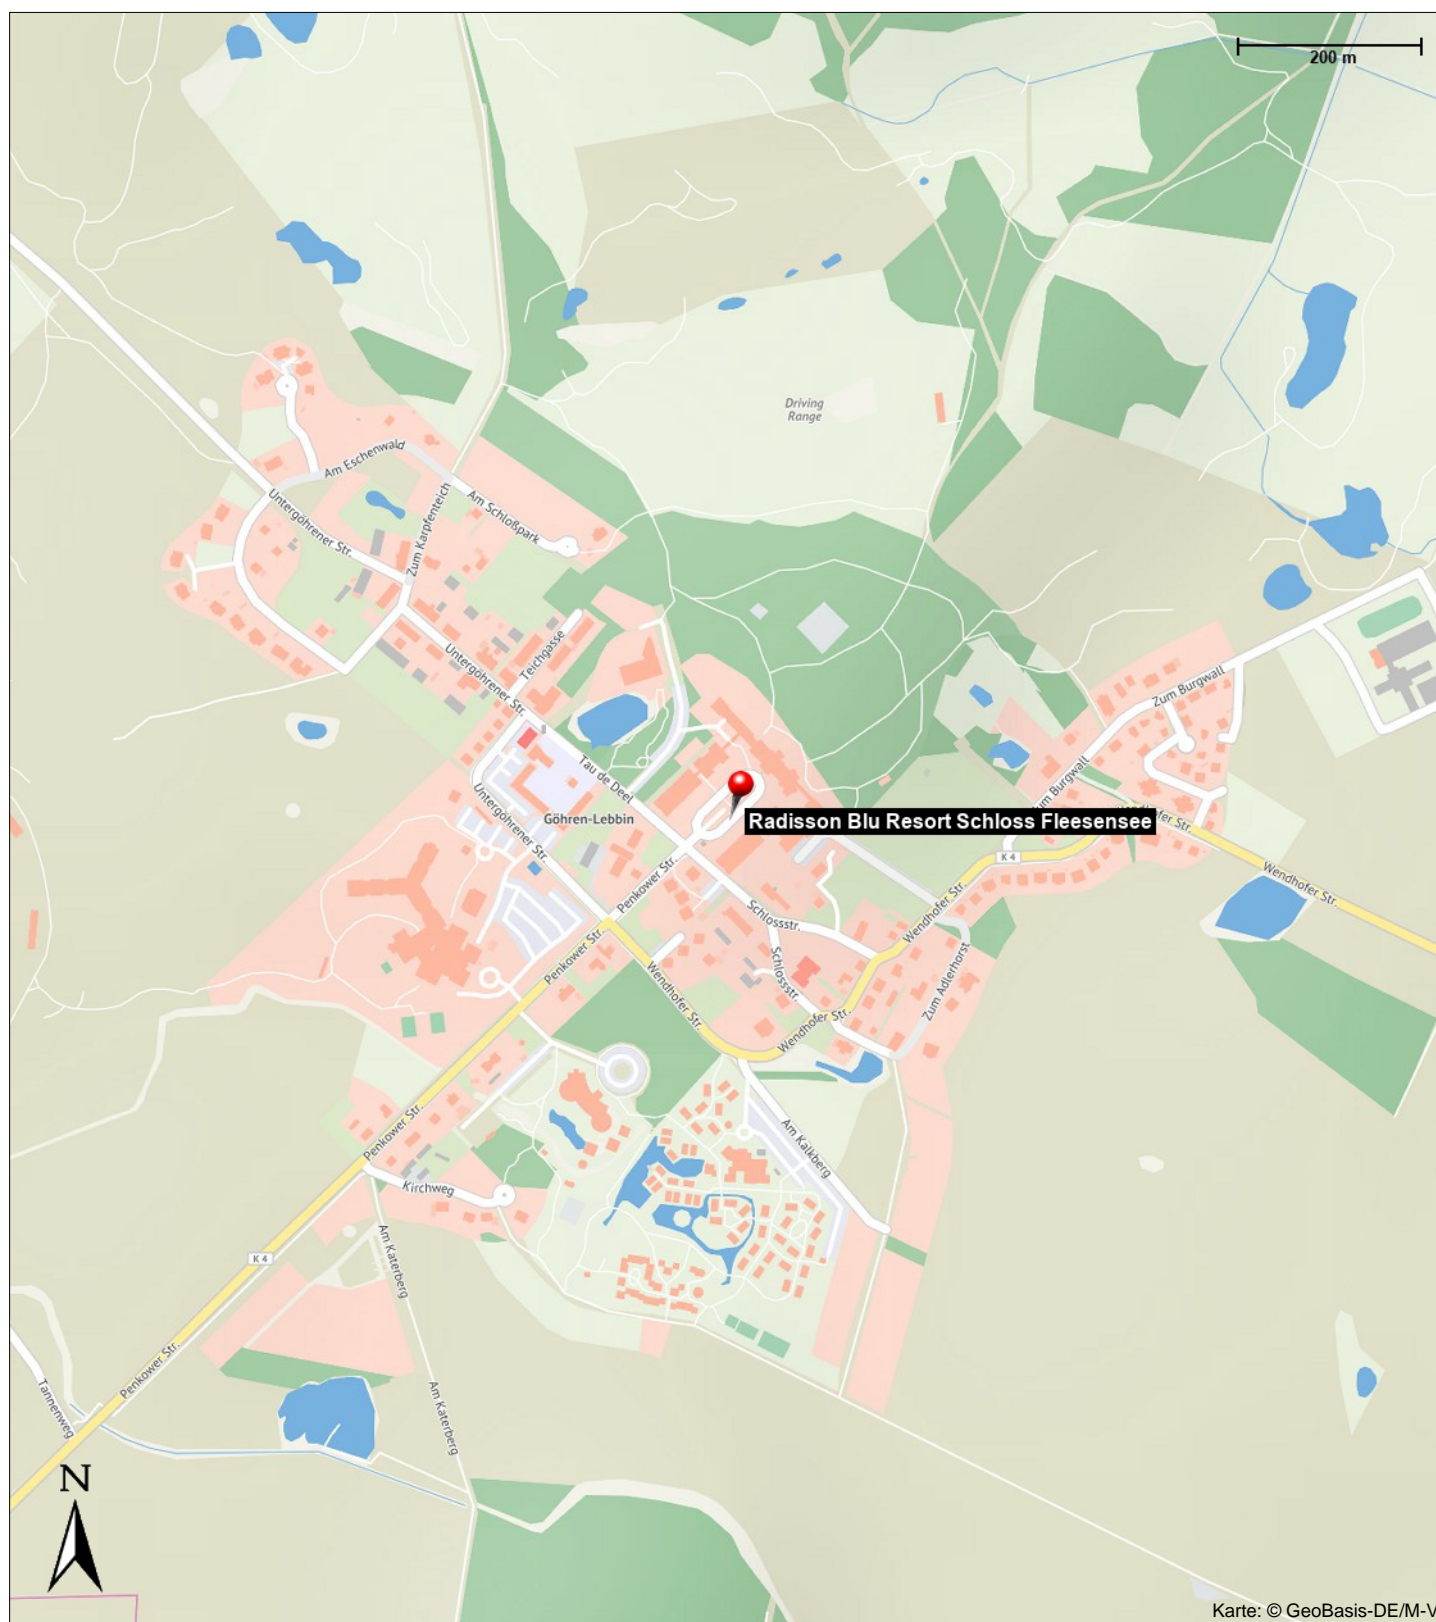 200 m
Driving
Range
Am Eschenwald
Untergöhrener Str.
Zum Karpfenteich
Am Schloßpark
Teichgasse
Untergöhrener Str.
Zum Burgwall
Tau de Deel
Zum Burgwall
Untergöhrener Str.
Göhren-Lebbin
Radisson Blu Resort Schloss Fleesensee
K 4
Wendhofer Str.
Penkower Str.
Wendhofer Str.
Schlossstr.
Wendhofer Str.
Penkower Str.
Schlossstr.
Zum Adlerhorst
Wendhofer Str.
Wendhofer Str.
Penkower Str.
Am Kalkberg
Kirchweg
K 4
Am Katerberg
Penkower Str.
Tannenweg
Am Katerberg
N
Karte: © GeoBasis-DE/M-V